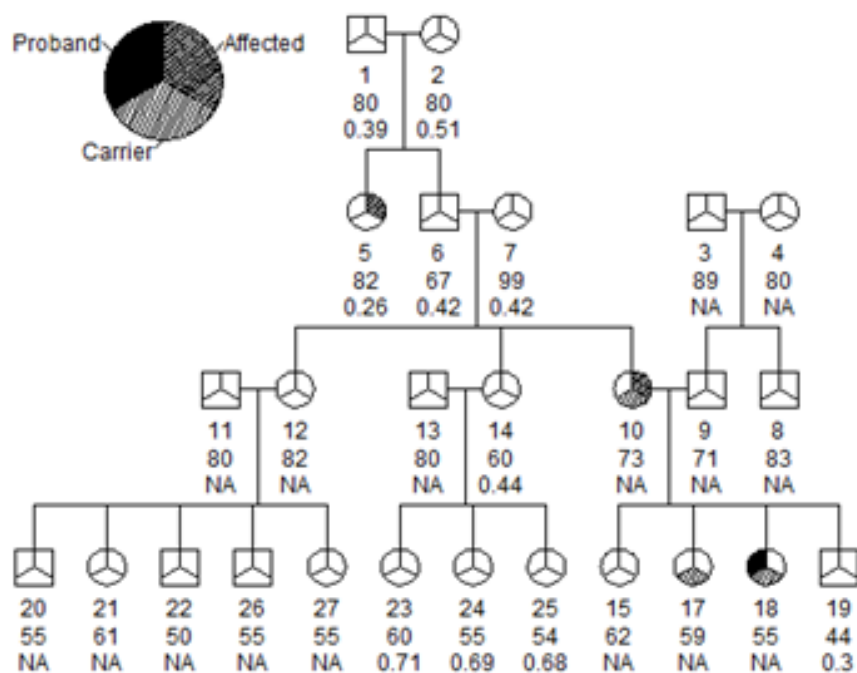 Proband Affected
Carrier
1 2
80 80
0.39 0.51
5 6 7 3 4
82 67 99 89 80
0.26 0.42 0.42 NA NA
11 12 13 14 10 9 8
80 82 80 60 73 71 83
NA NA NA 0.44 NA NA NA
20 21 22 26 27 23 24 25 15 17 18 19
55 61 50 55 55 60 55 54 62 59 55 44
NA NA NA NA NA 0.71 0.69 0.68 NA NA NA 0.3